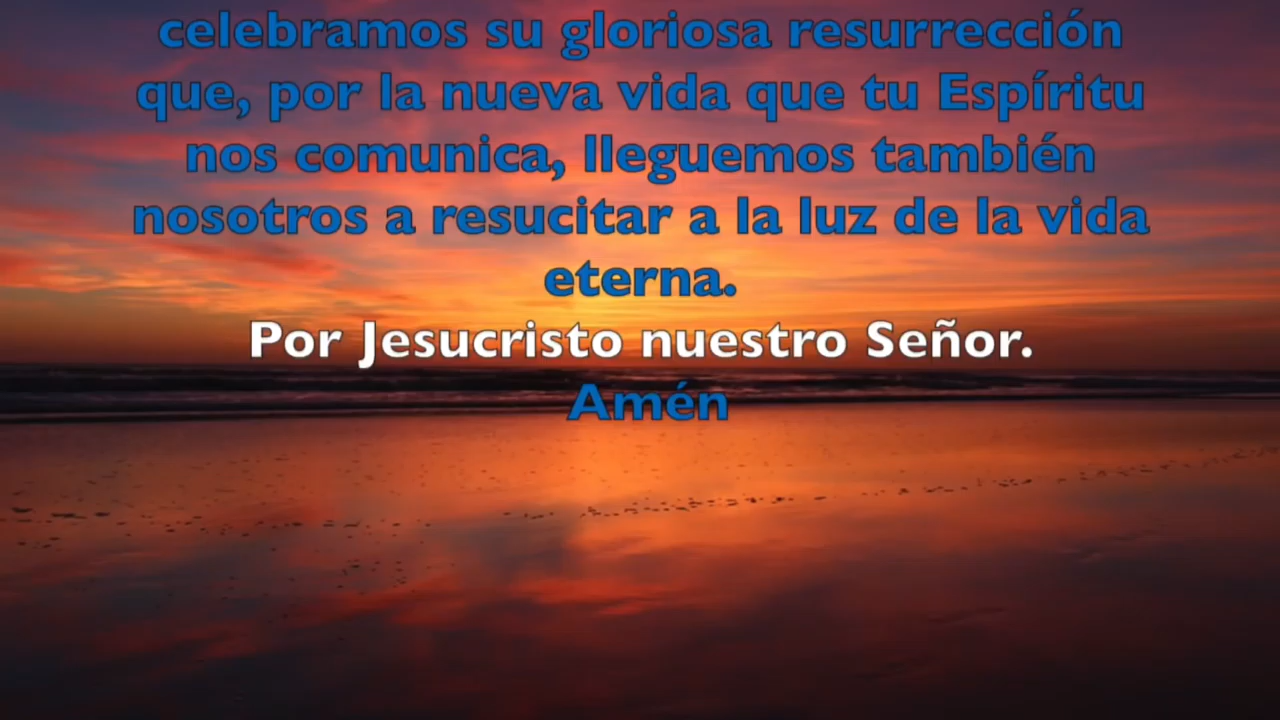 celebramos su gloriosa resurrección
que, por la nueva vida que tu Espíritu
nos comunica, lleguemos también
nosotros a resucitar a la luz de la vida
eterna.
Por Jesucristo nuestro Señor.
Amén